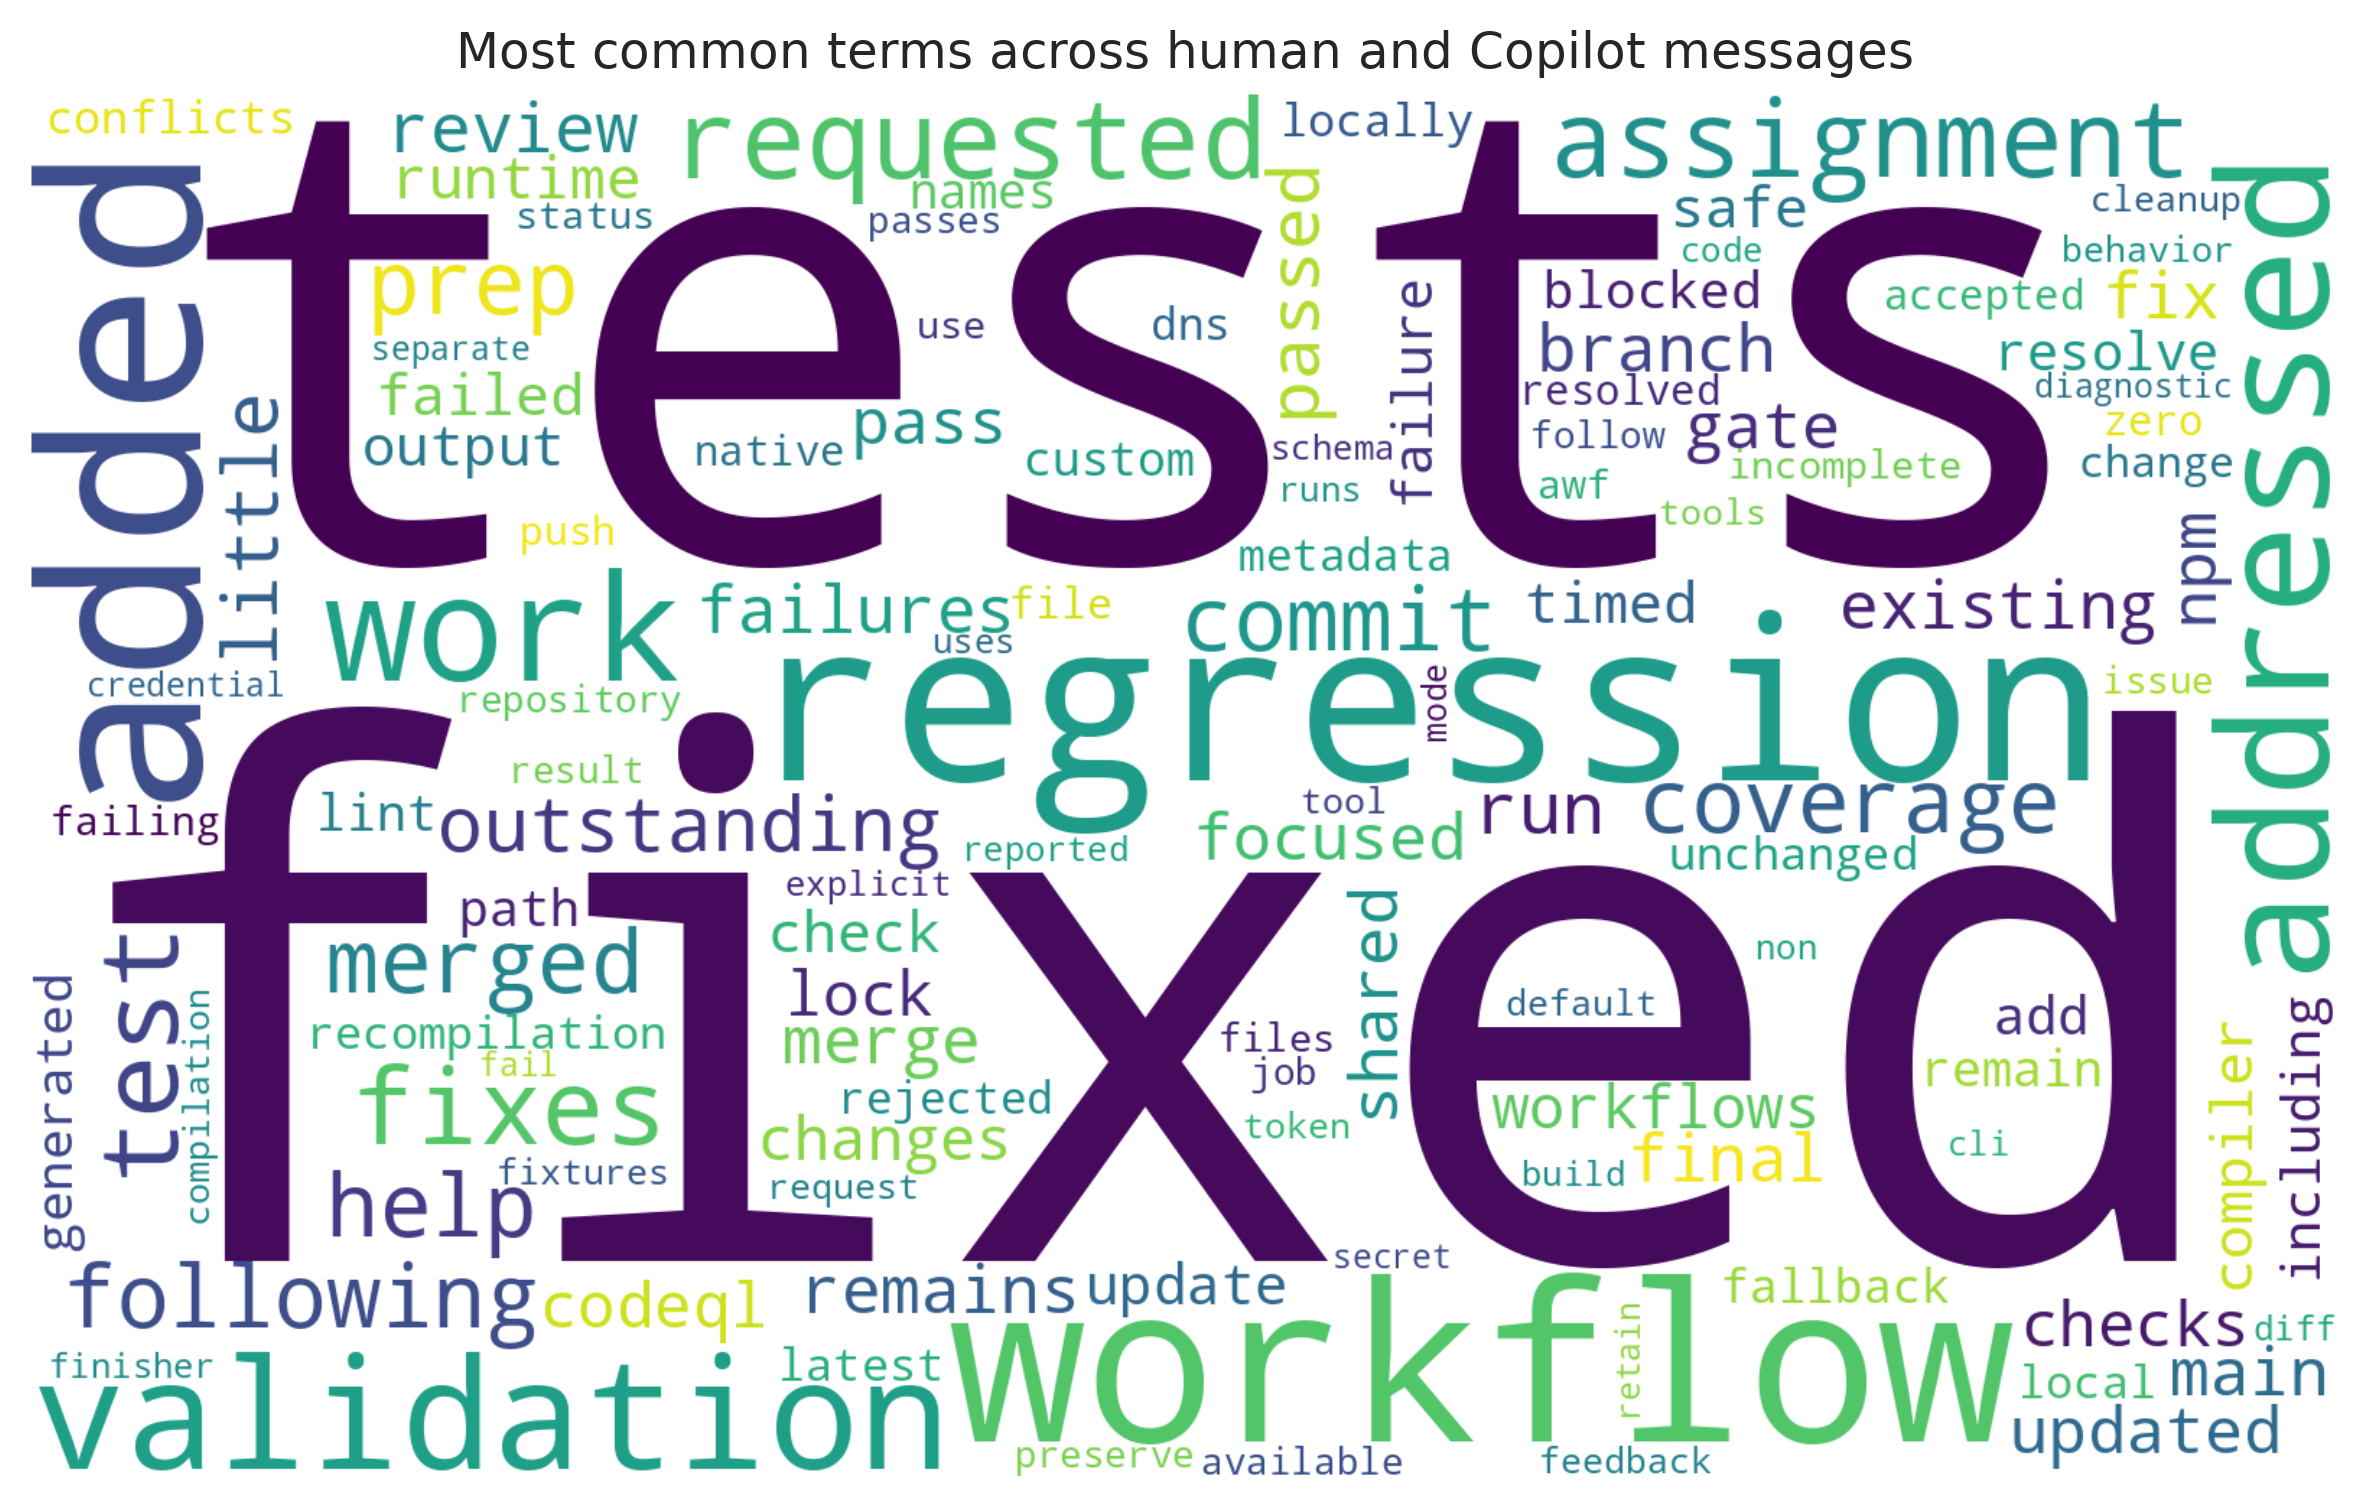 Most common terms across human and Copilot messages
conflicts
review
requested
locally
assignment
runtime
names
passed
safe
cleanup
status
passes
code
behavior
added
tests
addressed
prep
use
dns
failure
blocked
accepted
fix
separate
branch
resolve
failed
resolved
diagnostic
little
output
native
pass
custom
schema
follow
gate
zero
runs
awf
incomplete
change
tools
push
metadata
npm
work
failures
file
commit
timed
existing
uses
regression
credential
repository
mode
issue
result
failing
lint
outstanding
tool
run
coverage
focused
reported
unchanged
fixed
explicit
path
check
shared
non
test
merged
lock
default
add
generated
compilation
recompilation
merge
files
job
remain
compiler
including
fail
fixes
rejected
changes
token
workflows
cli
help
fixtures
request
build
final
following
codeql
remains
update
secret
fallback
retain
checks
diff
finisher
validation
latest
workflow
local
main
updated
preserve
available
feedback